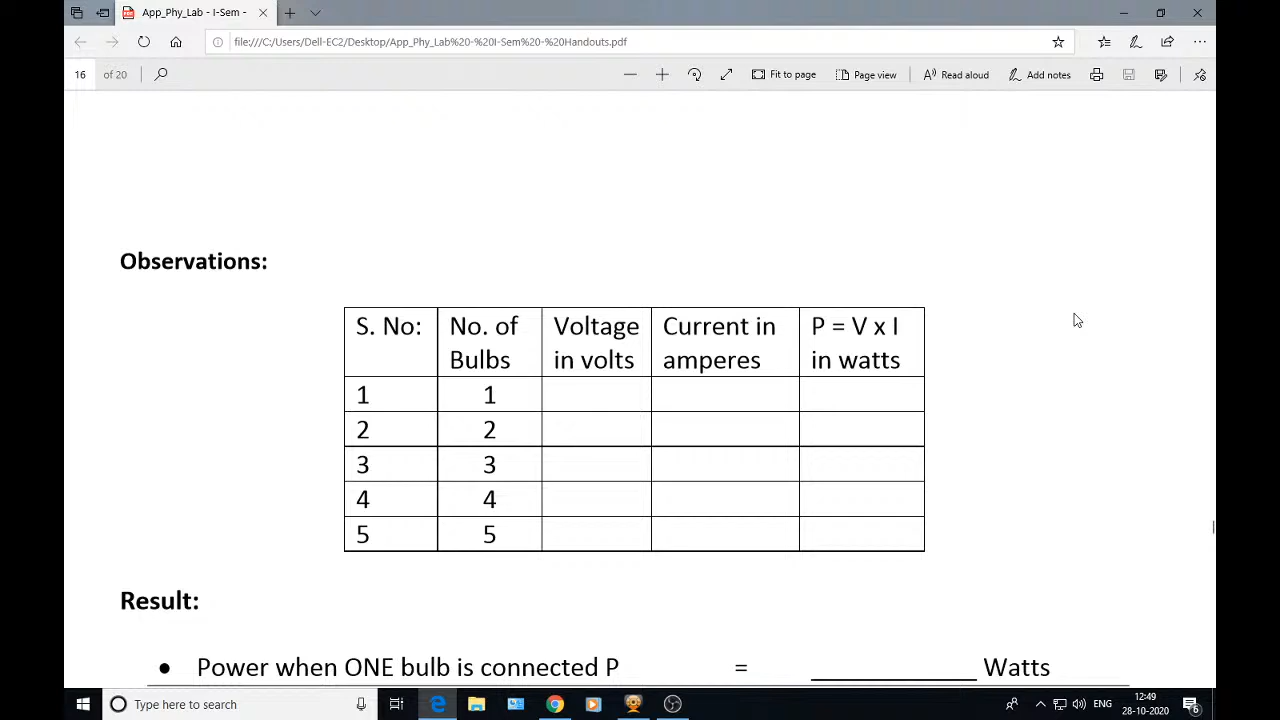 App_Phy_Lab - I-Sem -
file:///C:/Users/Dell-EC2/Desktop/App_Phy_Lab%20-%20I-Sem%20-%20Handouts.pdf
16 of 20 Fit to page Page view Read aloud Add notes
Observations:
S. No: No. of Bulbs Voltage in volts Current in amperes P = V x I in watts
1 1
2 2
3 3
4 4
5 5
Result:
• Power when ONE bulb is connected P = __________ Watts
Type here to search ENG 12:49
28-10-2020